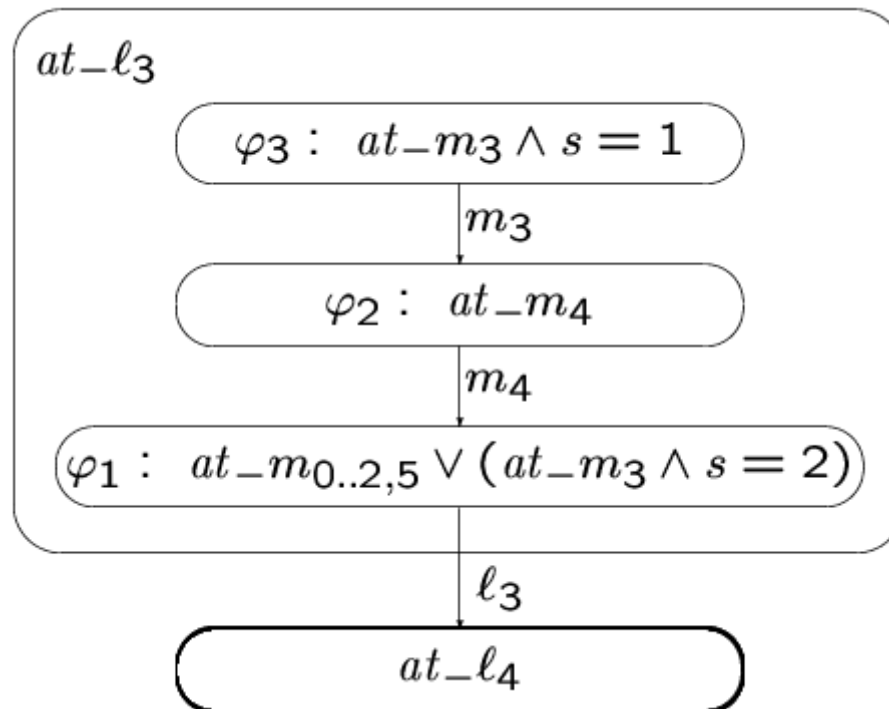 at_ℓ₃
φ₃ : at_m₃ ∧ s = 1
m₃
φ₂ : at_m₄
m₄
φ₁ : at_m₀..₂,₅ ∨ (at_m₃ ∧ s = 2)
ℓ₃
at_ℓ₄